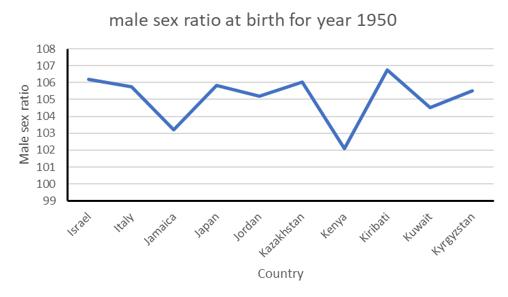 male sex ratio at birth for year 1950
108
107
106
105
104
103
102
101
100
99
Male sex ratio
Israel
Italy
Jamaica
Japan
Jordan
Kazakhstan
Kenya
Kiribati
Kuwait
Kyrgyzstan
Country